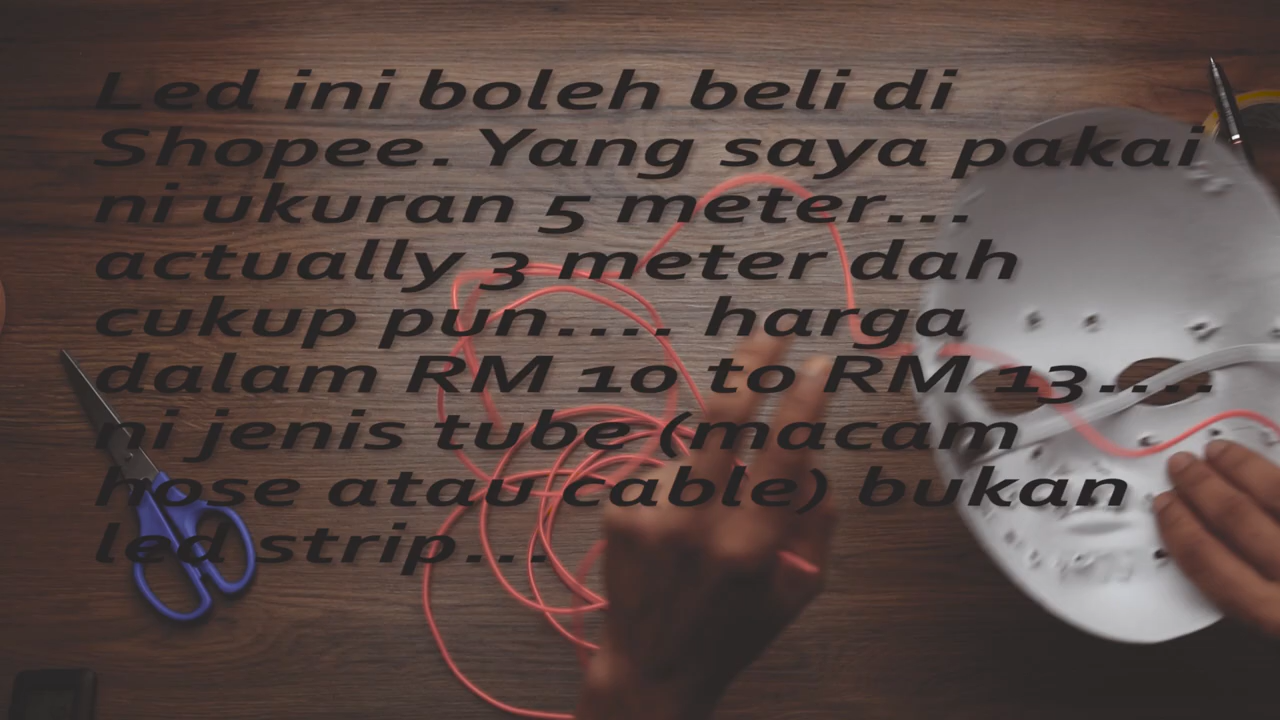 Led ini boleh beli di
Shopee. Yang saya pakai
ni ukuran 5 meter...
actually 3 meter dah
cukup pun.... harga
dalam RM 10 to RM 13....
ni jenis tube (macam
hose atau cable) bukan
led strip...